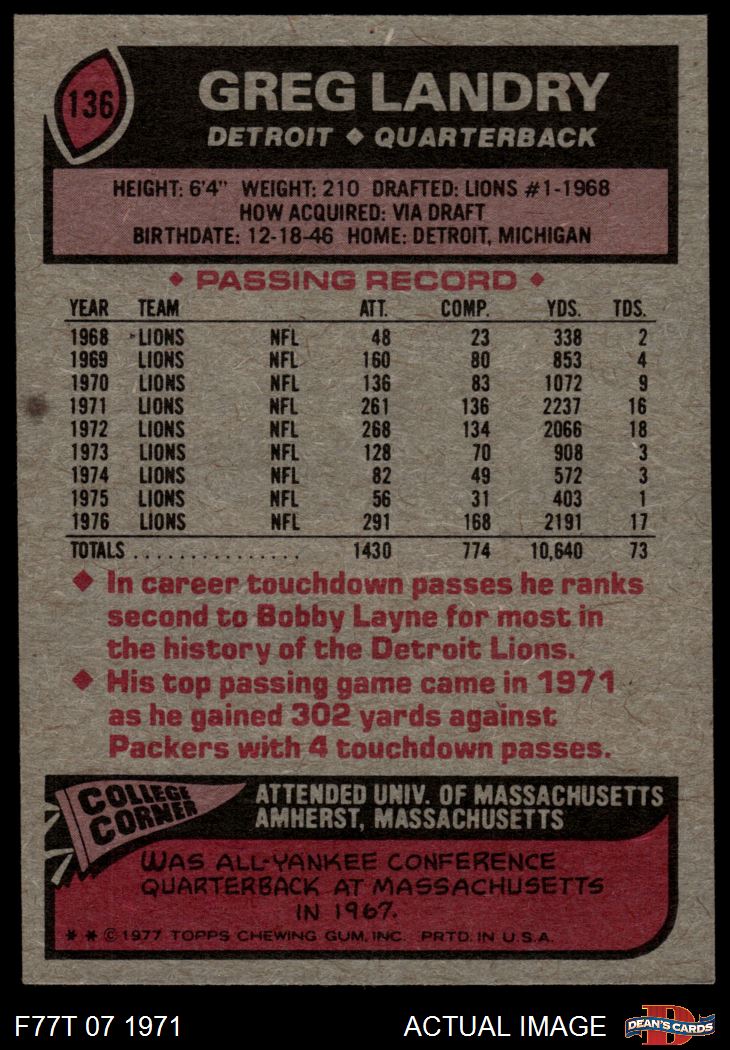 136
GREG LANDRY
DETROIT ◆ QUARTERBACK
HEIGHT: 6'4" WEIGHT: 210 DRAFTED: LIONS #1-1968
HOW ACQUIRED: VIA DRAFT
BIRTHDATE: 12-18-46 HOME: DETROIT, MICHIGAN
◆ PASSING RECORD ◆
YEAR TEAM ATT. COMP. YDS. TDS.
1968 LIONS NFL 48 23 338 2
1969 LIONS NFL 160 80 853 4
1970 LIONS NFL 136 83 1072 9
1971 LIONS NFL 261 136 2237 16
1972 LIONS NFL 268 134 2066 18
1973 LIONS NFL 128 70 908 3
1974 LIONS NFL 82 49 572 3
1975 LIONS NFL 56 31 403 1
1976 LIONS NFL 291 168 2191 17
TOTALS ............... 1430 774 10,640 73
◆ In career touchdown passes he ranks
second to Bobby Layne for most in
the history of the Detroit Lions.
◆ His top passing game came in 1971
as he gained 302 yards against
Packers with 4 touchdown passes.
COLLEGE
CORNER
ATTENDED UNIV. OF MASSACHUSETTS
AMHERST, MASSACHUSETTS
WAS ALL-YANKEE CONFERENCE
QUARTERBACK AT MASSACHUSETTS
IN 1967.
* * © 1977 TOPPS CHEWING GUM, INC. PRTD. IN U.S.A.
F77T 07 1971 ACTUAL IMAGE
D
DEAN'S CARDS